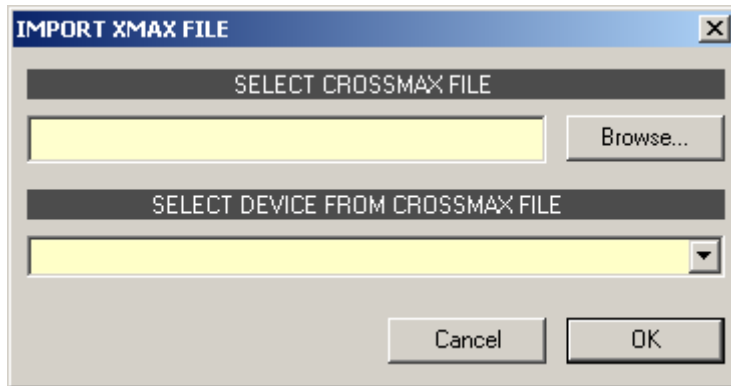 IMPORT XMAX FILE
SELECT CROSSMAX FILE
Browse...
SELECT DEVICE FROM CROSSMAX FILE
Cancel OK